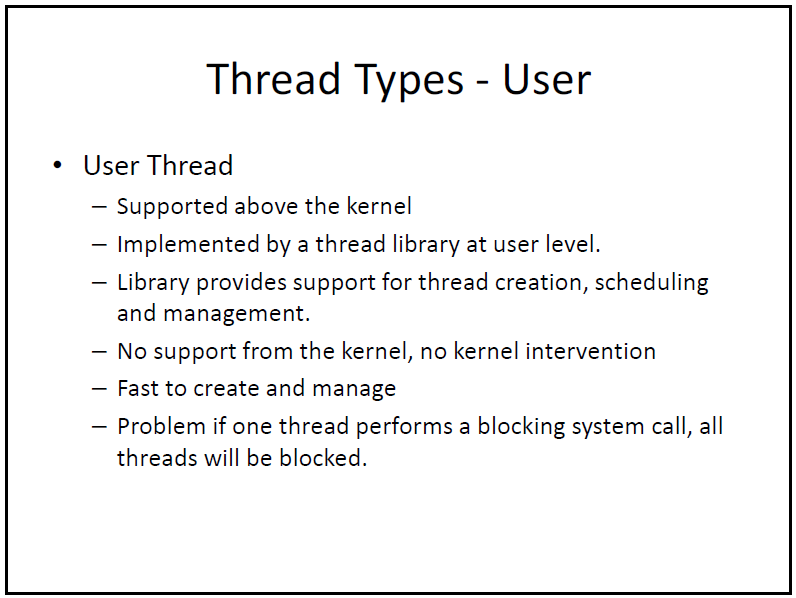 Thread Types - User
• User Thread
– Supported above the kernel
– Implemented by a thread library at user level.
– Library provides support for thread creation, scheduling
and management.
– No support from the kernel, no kernel intervention
– Fast to create and manage
– Problem if one thread performs a blocking system call, all
threads will be blocked.